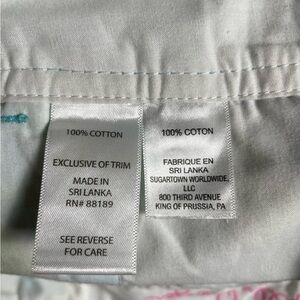 100% COTTON
EXCLUSIVE OF TRIM
MADE IN
SRI LANKA
RN# 88189
SEE REVERSE
FOR CARE
100% COTON
FABRIQUE EN
SRI LANKA
SUGARTOWN WORLDWIDE,
LLC
800 THIRD AVENUE
KING OF PRUSSIA, PA